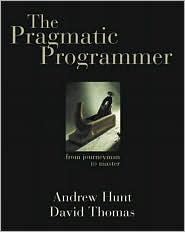 The
Pragmatic
Programmer
from journeyman
to master
Andrew Hunt
David Thomas